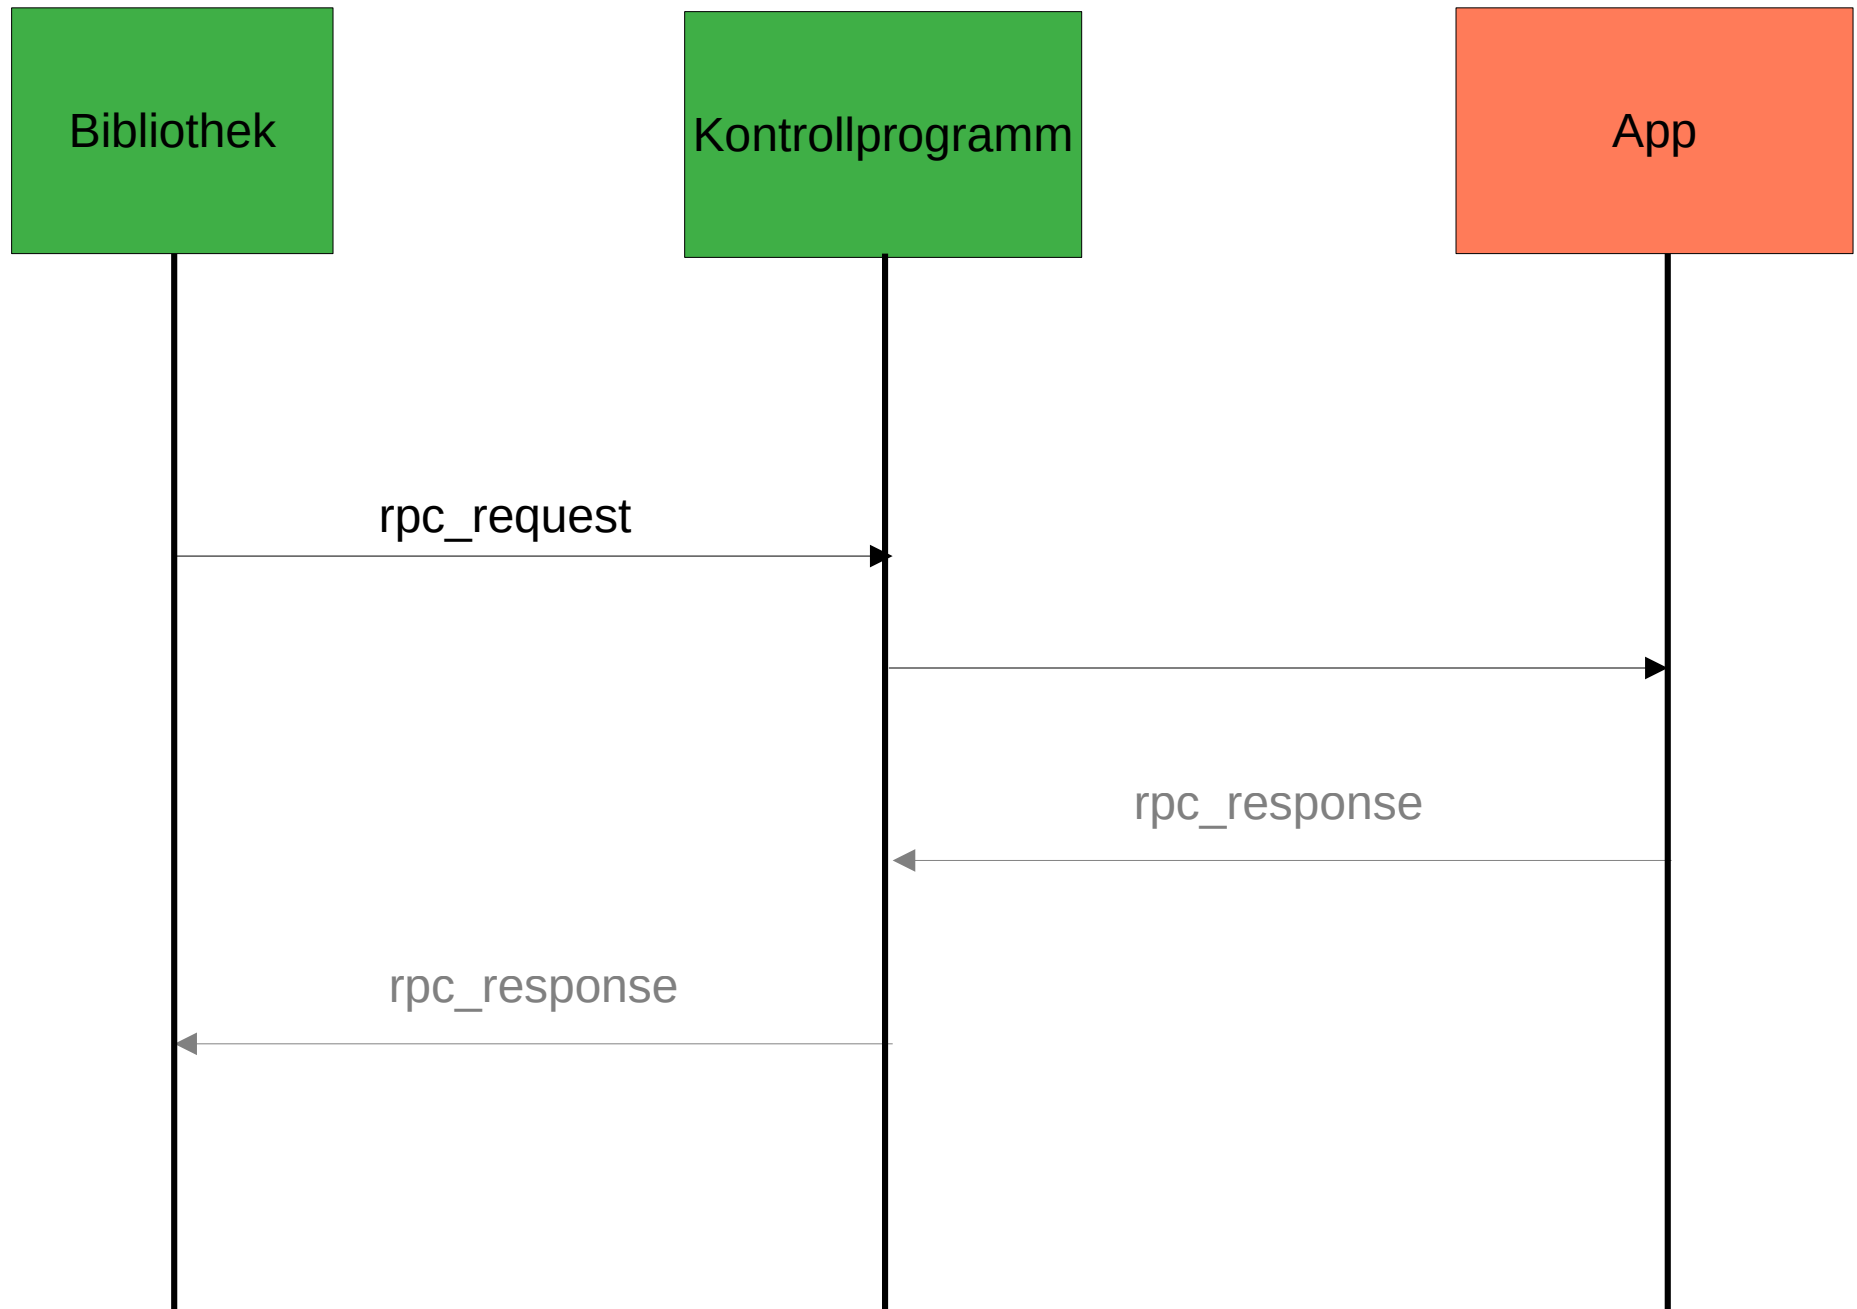 Bibliothek
Kontrollprogramm
App
rpc_request
rpc_response
rpc_response